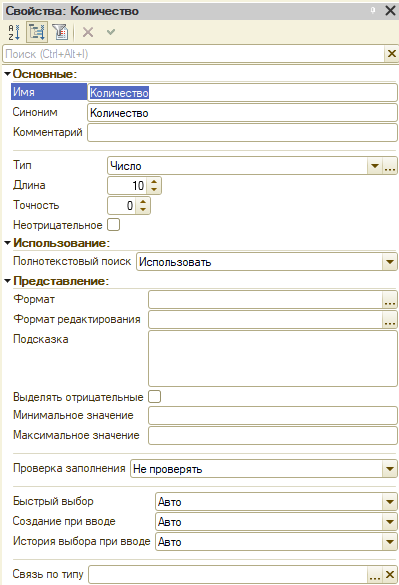 Свойства: Количество
Поиск (Ctrl+Alt+I)
Основные:
Имя Количество
Синоним Количество
Комментарий
Тип Число
Длина 10
Точность 0
Неотрицательное
Использование:
Полнотекстовый поиск Использовать
Представление:
Формат
Формат редактирования
Подсказка
Выделять отрицательные
Минимальное значение
Максимальное значение
Проверка заполнения Не проверять
Быстрый выбор Авто
Создание при вводе Авто
История выбора при вводе Авто
Связь по типу